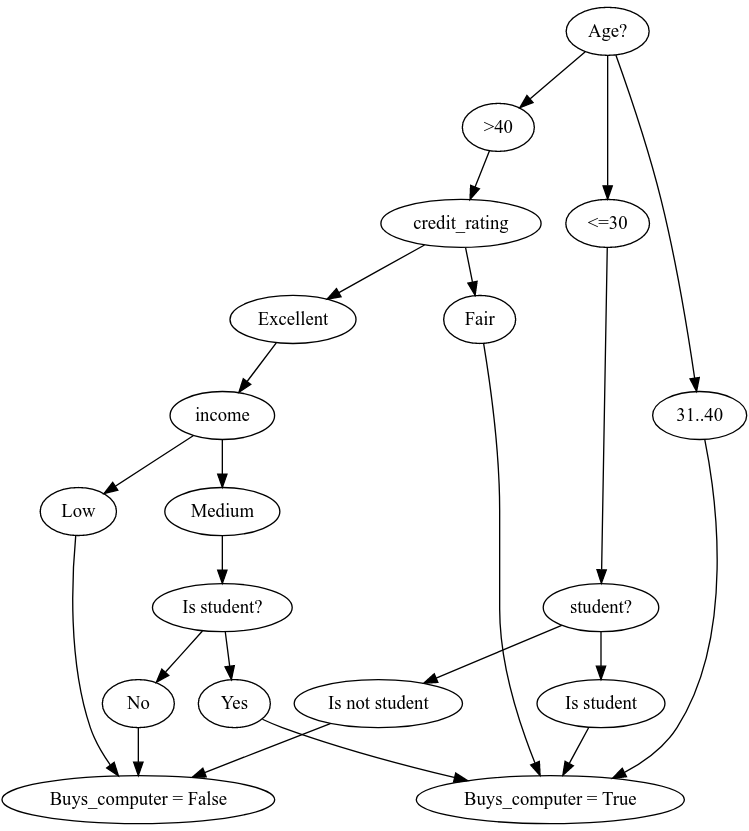 Age?
>40
credit_rating
<=30
Excellent
Fair
income
31..40
Low
Medium
Is student?
student?
No
Yes
Is not student
Is student
Buys_computer = False
Buys_computer = True